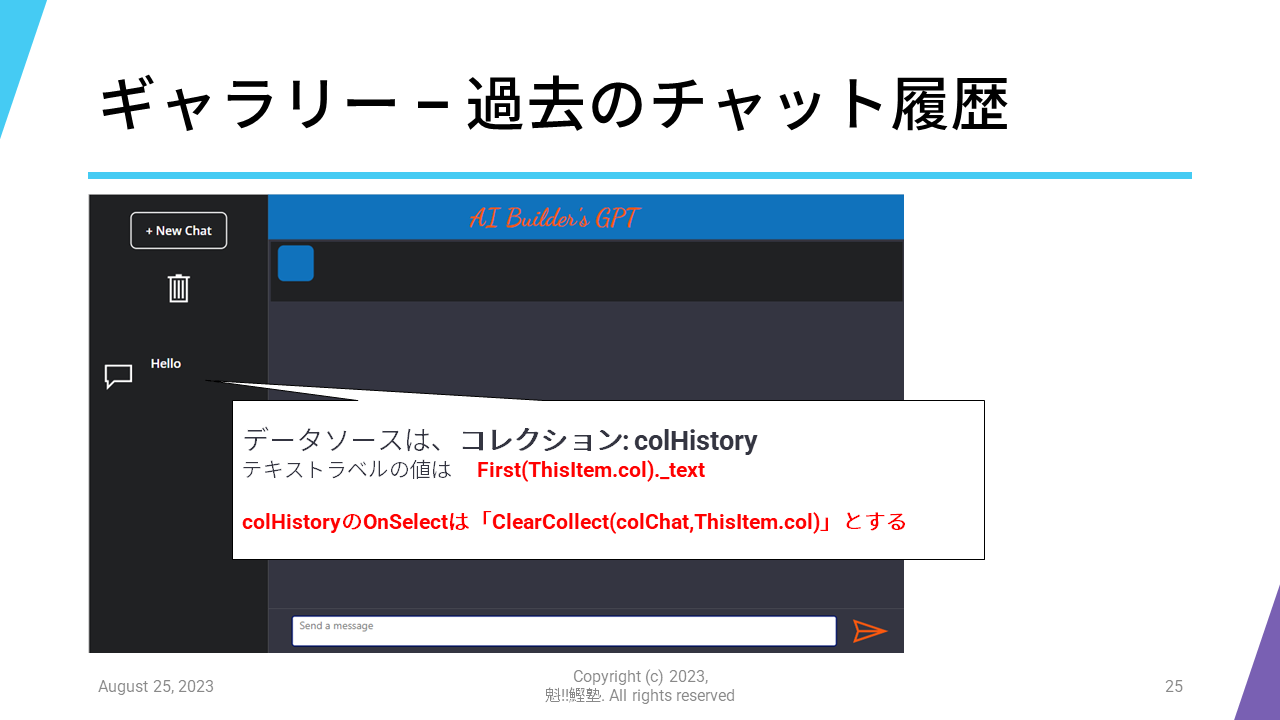 ギャラリー – 過去のチャット履歴
+ New Chat
AI Builder's GPT
Hello
データソースは、コレクション: colHistory
テキストラベルの値は　First(ThisItem.col)._text
colHistoryのOnSelectは「ClearCollect(colChat,ThisItem.col)」とする
Send a message
August 25, 2023
Copyright (c) 2023,
魁!!鰹塾. All rights reserved
25